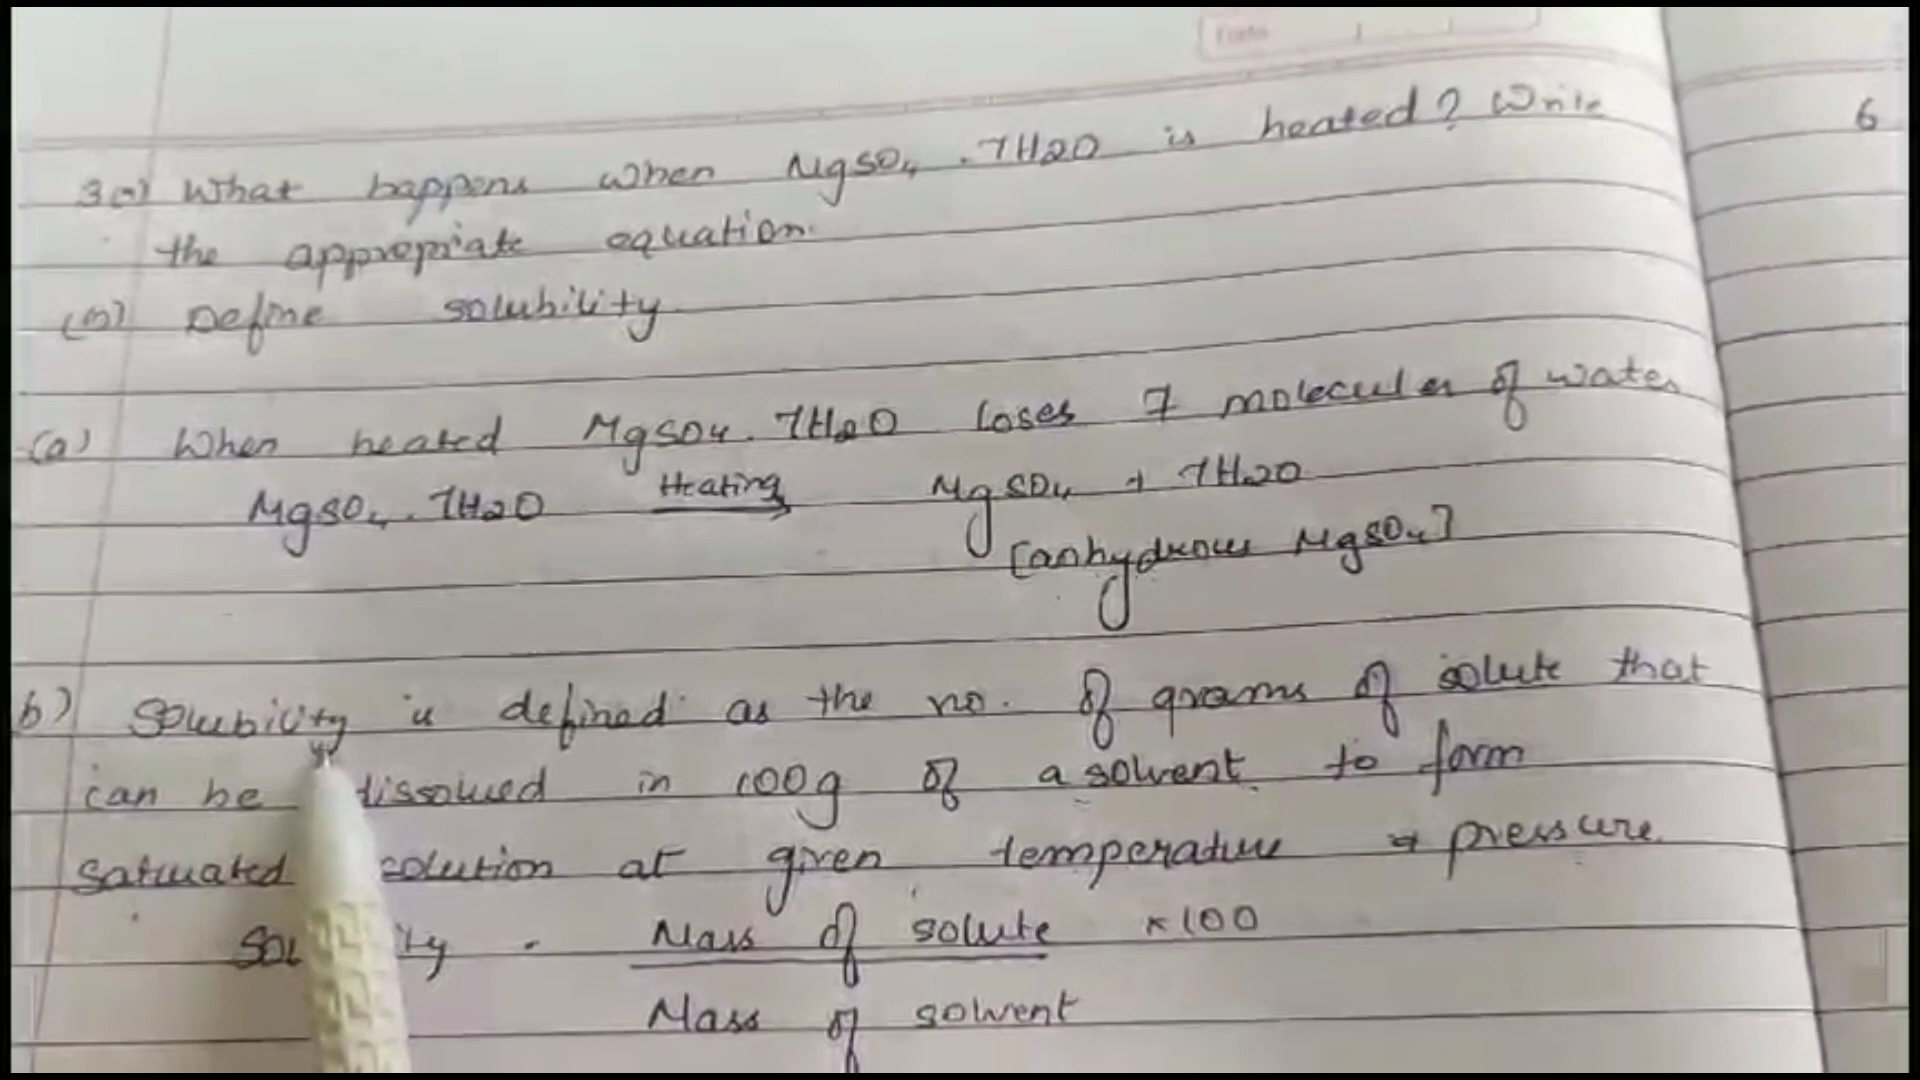 Date
6
3a) What happens when MgSO4 . 7H2O is heated? Write
the appropriate equation.
(b) Define solubility
(a) When heated MgSO4 . 7H2O loses 7 molecules of water
MgSO4 . 7H2O Heating → MgSO4 + 7H2O
[anhydrous MgSO4]
b) Solubility is defined as the no. of grams of solute that
can be dissolved in 100g of a solvent to form
saturated solution at given temperature & pressure.
Mass of solute × 100
Mass of solvent